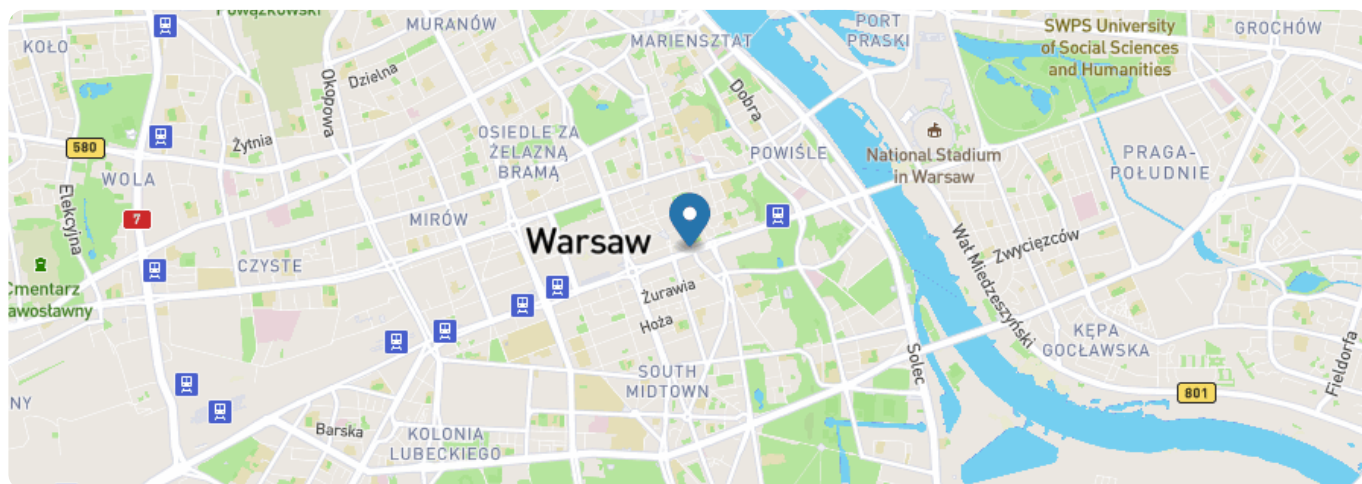 Powązkowski
KOŁO
MURANÓW
MARIENSZTAT
PORT
PRASKI
SWPS University
of Social Sciences
and Humanities
GROCHÓW
Okopowa
Dzielna
Dobra
580
Żytnia
OSIEDLE ZA
ŻELAZNĄ
BRAMĄ
POWIŚLE
National Stadium
in Warsaw
PRAGA-
POŁUDNIE
WOLA
Elekcyjna
7
MIRÓW
Warsaw
CZYSTE
Wał Miedzeszyński
Zwycięzców
Cmentarz
awosławny
Żurawia
Hoża
KĘPA
GOCŁAWSKA
Solec
SOUTH
MIDTOWN
Fieldorfa
801
NY
Barska
KOLONIA
LUBECKIEGO